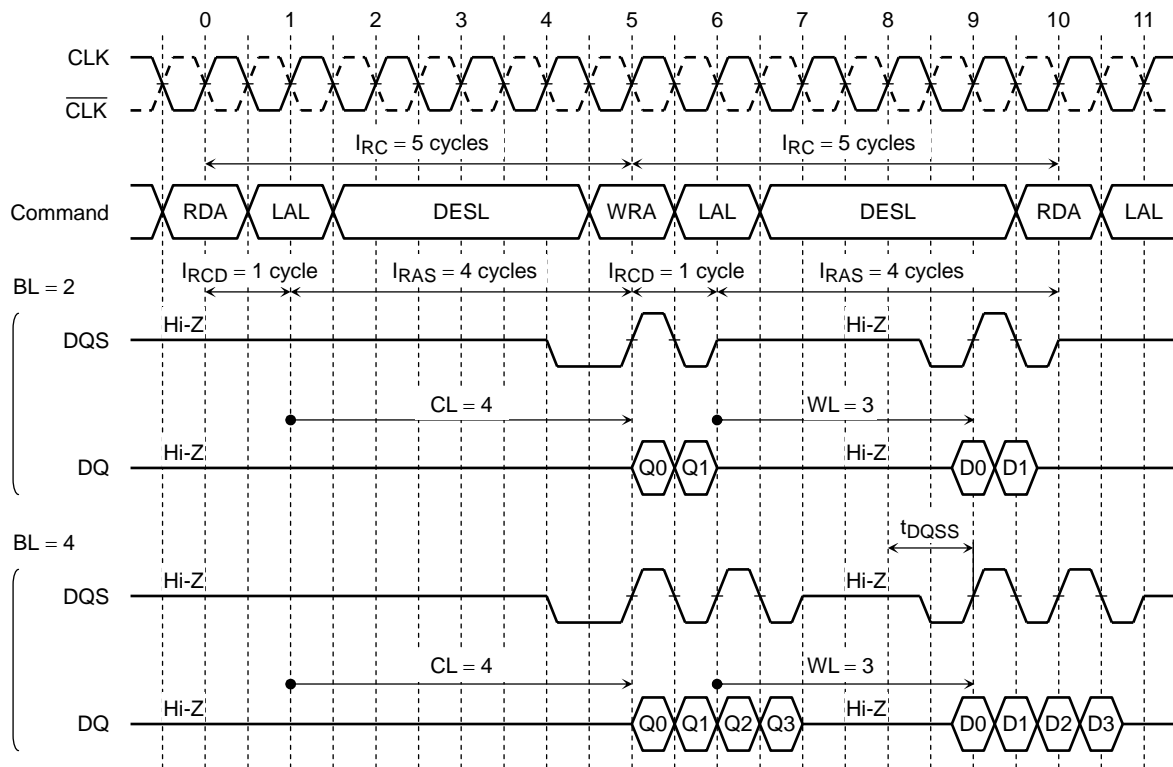 0 1 2 3 4 5 6 7 8 9 10 11
CLK
CLK
IRC = 5 cycles IRC = 5 cycles
Command RDA LAL DESL WRA LAL DESL RDA LAL
IRCD = 1 cycle IRAS = 4 cycles IRCD = 1 cycle IRAS = 4 cycles
BL = 2
Hi-Z Hi-Z
DQS
CL = 4 WL = 3
Hi-Z Hi-Z
DQ Q0 Q1 D0 D1
tDQSS
BL = 4
Hi-Z Hi-Z
DQS
CL = 4 WL = 3
Hi-Z Hi-Z
DQ Q0 Q1 Q2 Q3 D0 D1 D2 D3